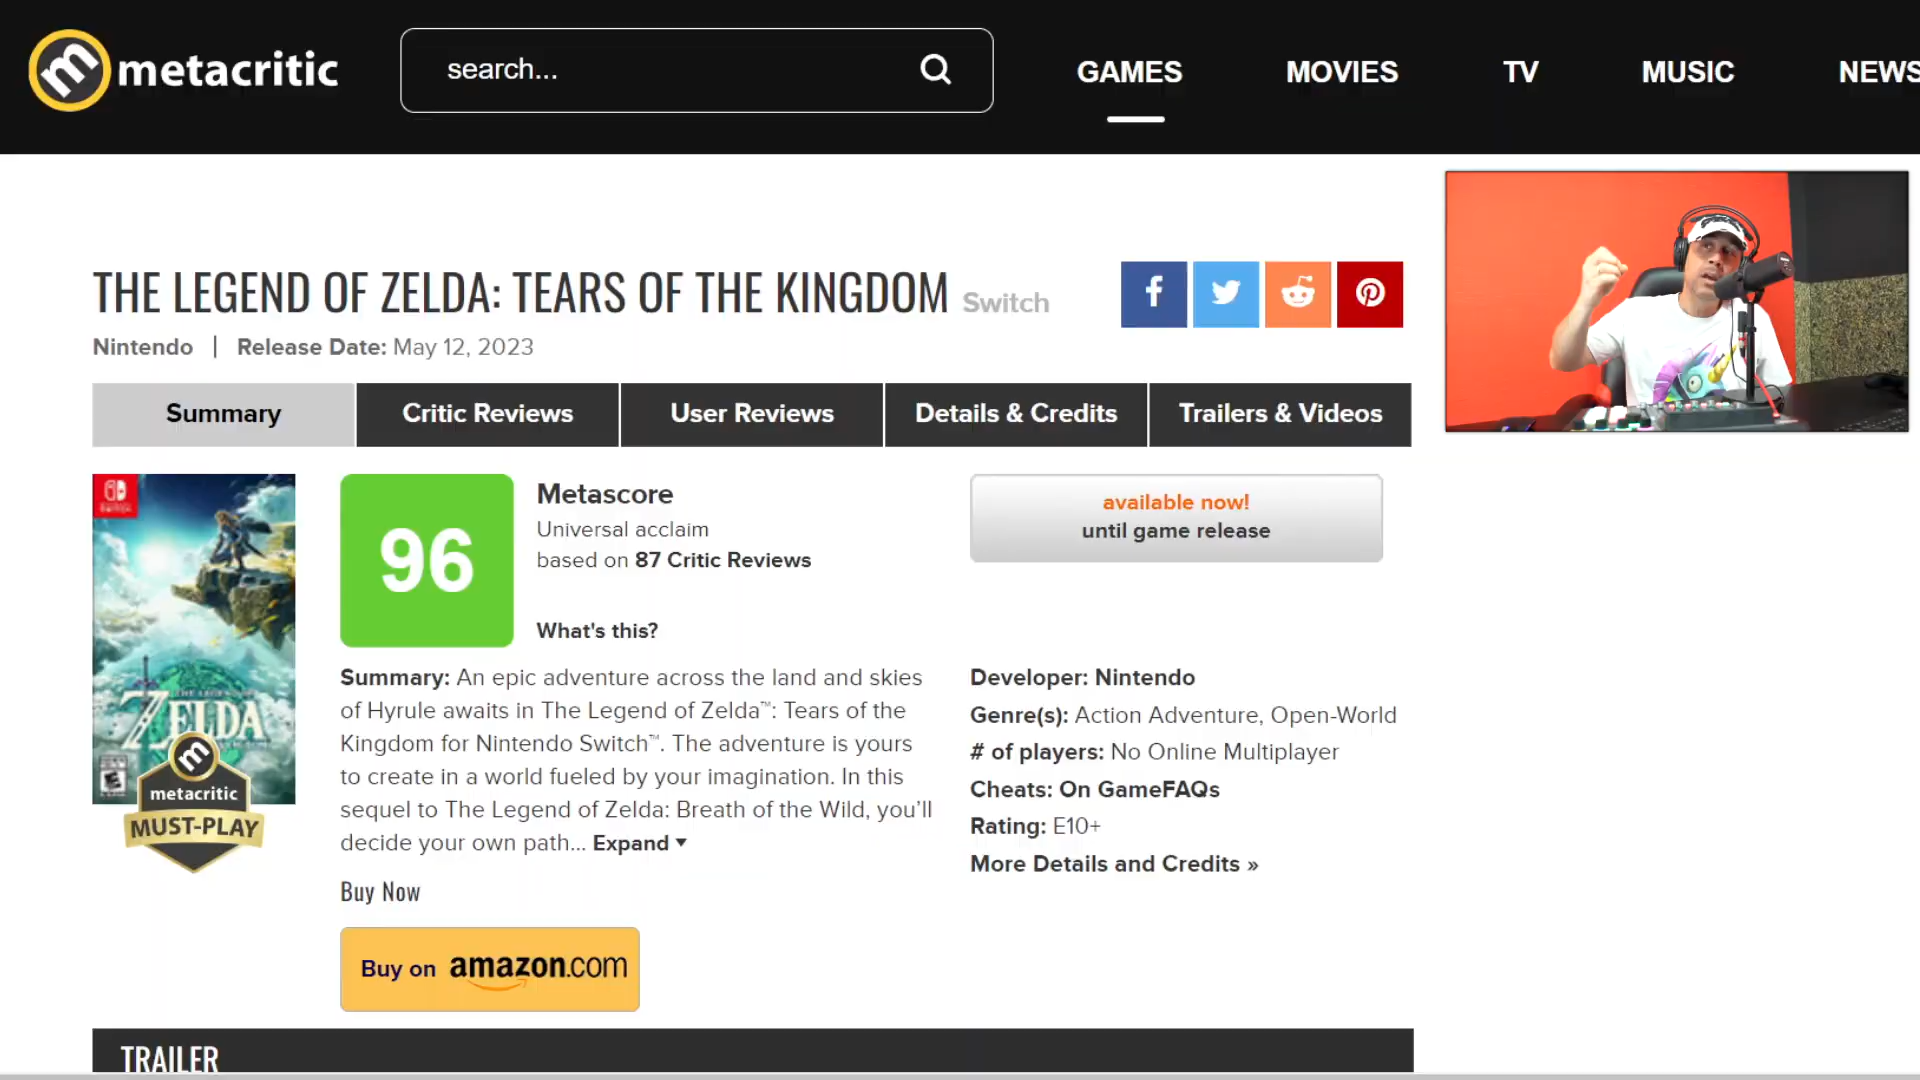 metacritic
search...
GAMES
MOVIES
TV
MUSIC
NEWS
THE LEGEND OF ZELDA: TEARS OF THE KINGDOM Switch
Nintendo | Release Date: May 12, 2023
Summary
Critic Reviews
User Reviews
Details & Credits
Trailers & Videos
SWITCH
THE LEGEND OF
ZELDA
metacritic
MUST-PLAY
96
Metascore
Universal acclaim
based on 87 Critic Reviews
What's this?
available now!
until game release
Summary: An epic adventure across the land and skies
of Hyrule awaits in The Legend of Zelda™: Tears of the
Kingdom for Nintendo Switch™. The adventure is yours
to create in a world fueled by your imagination. In this
sequel to The Legend of Zelda: Breath of the Wild, you’ll
decide your own path... Expand ▼
Developer: Nintendo
Genre(s): Action Adventure, Open-World
# of players: No Online Multiplayer
Cheats: On GameFAQs
Rating: E10+
More Details and Credits »
Buy Now
Buy on amazon.com
TRAILER